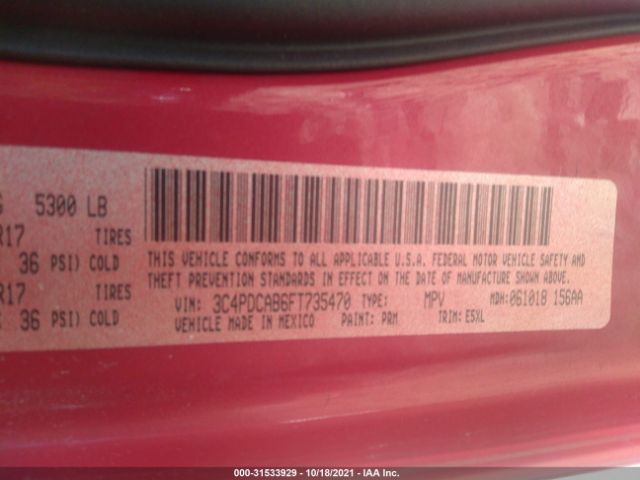 5300 LB
R17 TIRES
36 PSI) COLD
R17 TIRES
36 PSI) COLD
THIS VEHICLE CONFORMS TO ALL APPLICABLE U.S.A. FEDERAL MOTOR VEHICLE SAFETY AND
THEFT PREVENTION STANDARDS IN EFFECT ON THE DATE OF MANUFACTURE SHOWN ABOVE.
VIN: 3C4PDCAB6FT735470 TYPE: MPV MDH:061018 156AA
VEHICLE MADE IN MEXICO PAINT: PRM TRIM: E5XL
000-31533929 - 10/18/2021 - IAA Inc.